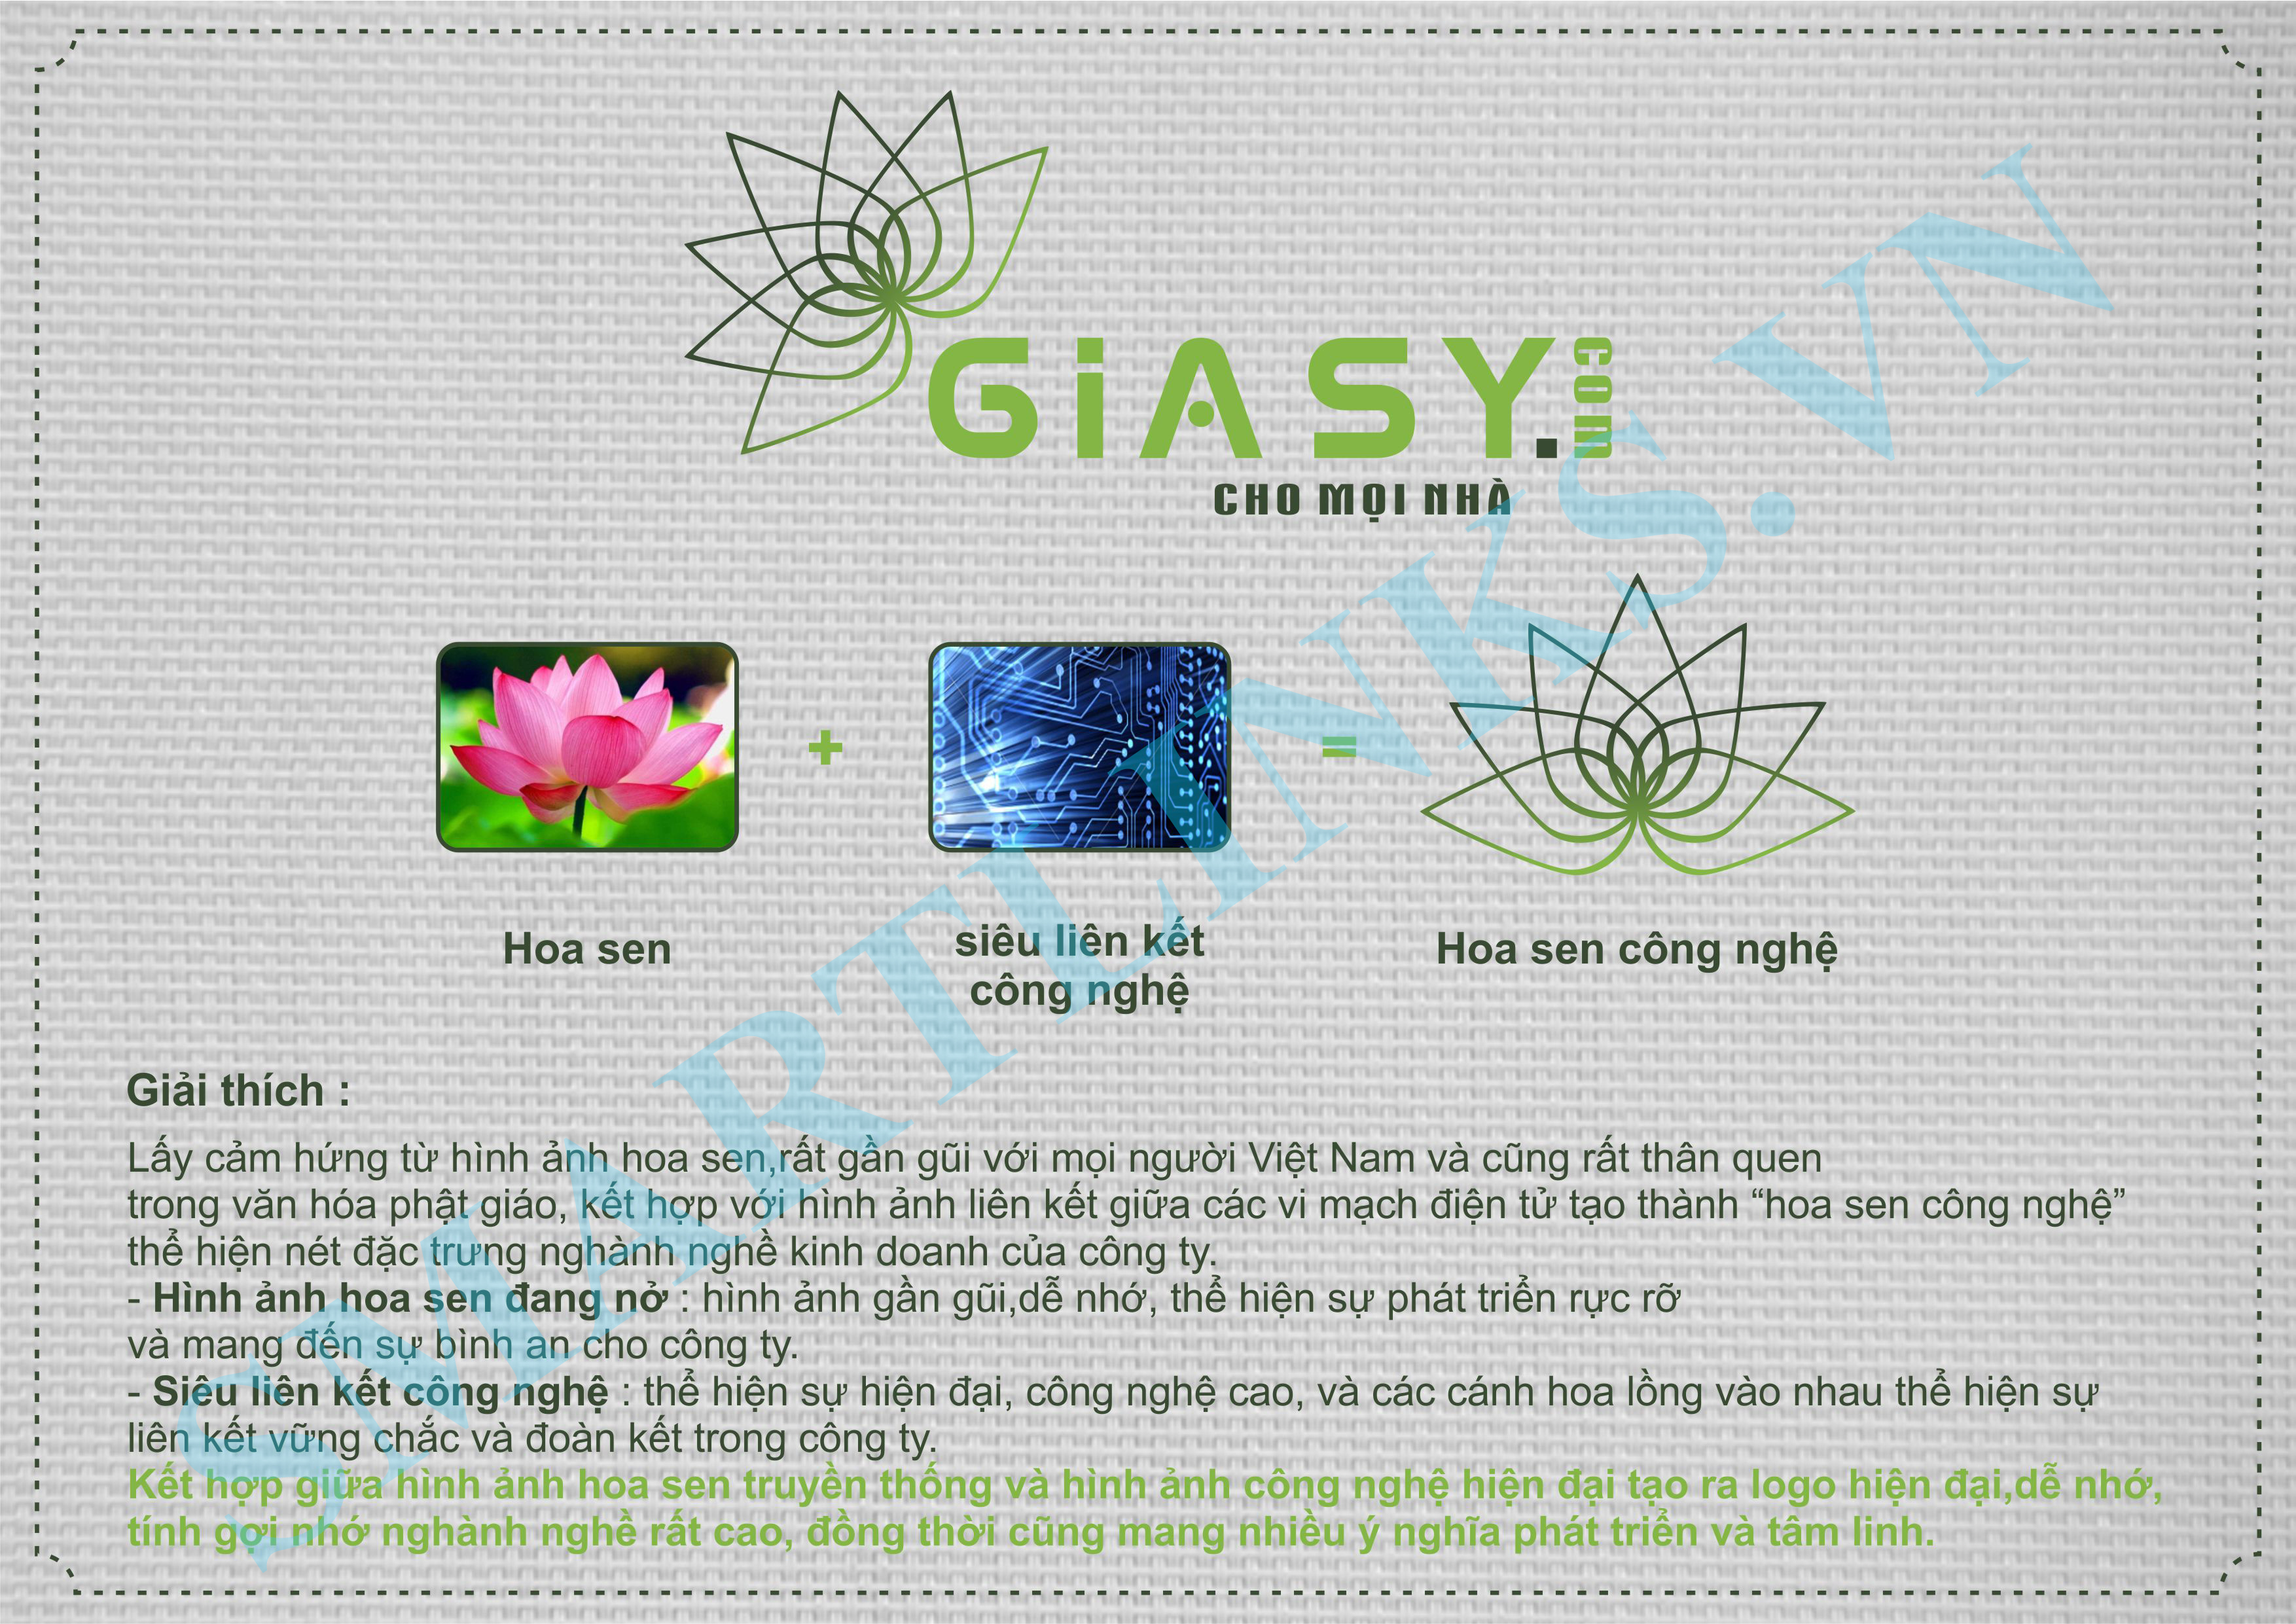 GiASY.com
CHO MỌI NHÀ
+
=
Hoa sen
siêu liên kết
công nghệ
Hoa sen công nghệ
Giải thích :
Lấy cảm hứng từ hình ảnh hoa sen,rất gần gũi với mọi người Việt Nam và cũng rất thân quen
trong văn hóa phật giáo, kết hợp với hình ảnh liên kết giữa các vi mạch điện tử tạo thành “hoa sen công nghệ”
thể hiện nét đặc trưng nghành nghề kinh doanh của công ty.
- Hình ảnh hoa sen đang nở : hình ảnh gần gũi,dễ nhớ, thể hiện sự phát triển rực rỡ
và mang đến sự bình an cho công ty.
- Siêu liên kết công nghệ : thể hiện sự hiện đại, công nghệ cao, và các cánh hoa lồng vào nhau thể hiện sự
liên kết vững chắc và đoàn kết trong công ty.
Kết hợp giữa hình ảnh hoa sen truyền thống và hình ảnh công nghệ hiện đại tạo ra logo hiện đại,dễ nhớ,
tính gợi nhớ nghành nghề rất cao, đồng thời cũng mang nhiều ý nghĩa phát triển và tâm linh.
SMARTLINKS.VN